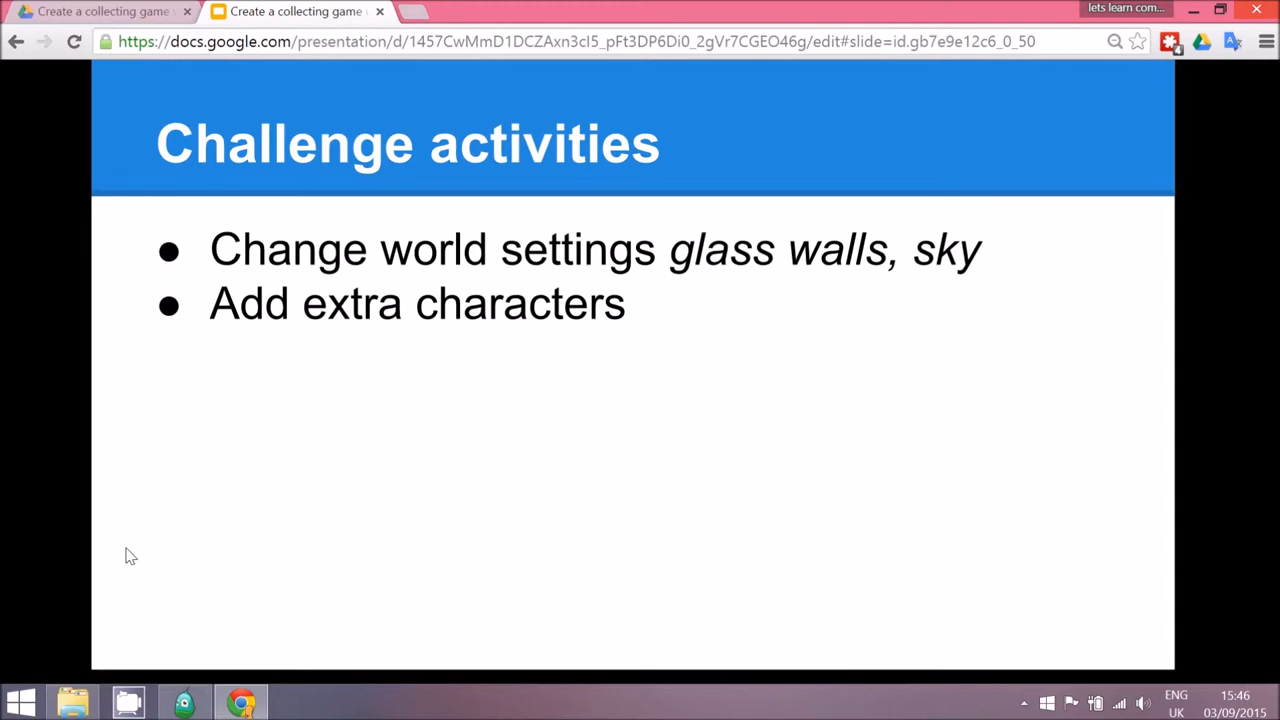 Create a collecting game
Create a collecting game
lets learn com...
https://docs.google.com/presentation/d/1457CwMmD1DCZAxn3cI5_pFt3DP6Di0_2gVr7CGEO46g/edit#slide=id.gb7e9e12c6_0_50
4
Challenge activities
● Change world settings glass walls, sky
● Add extra characters
ENG
UK
15:46
03/09/2015